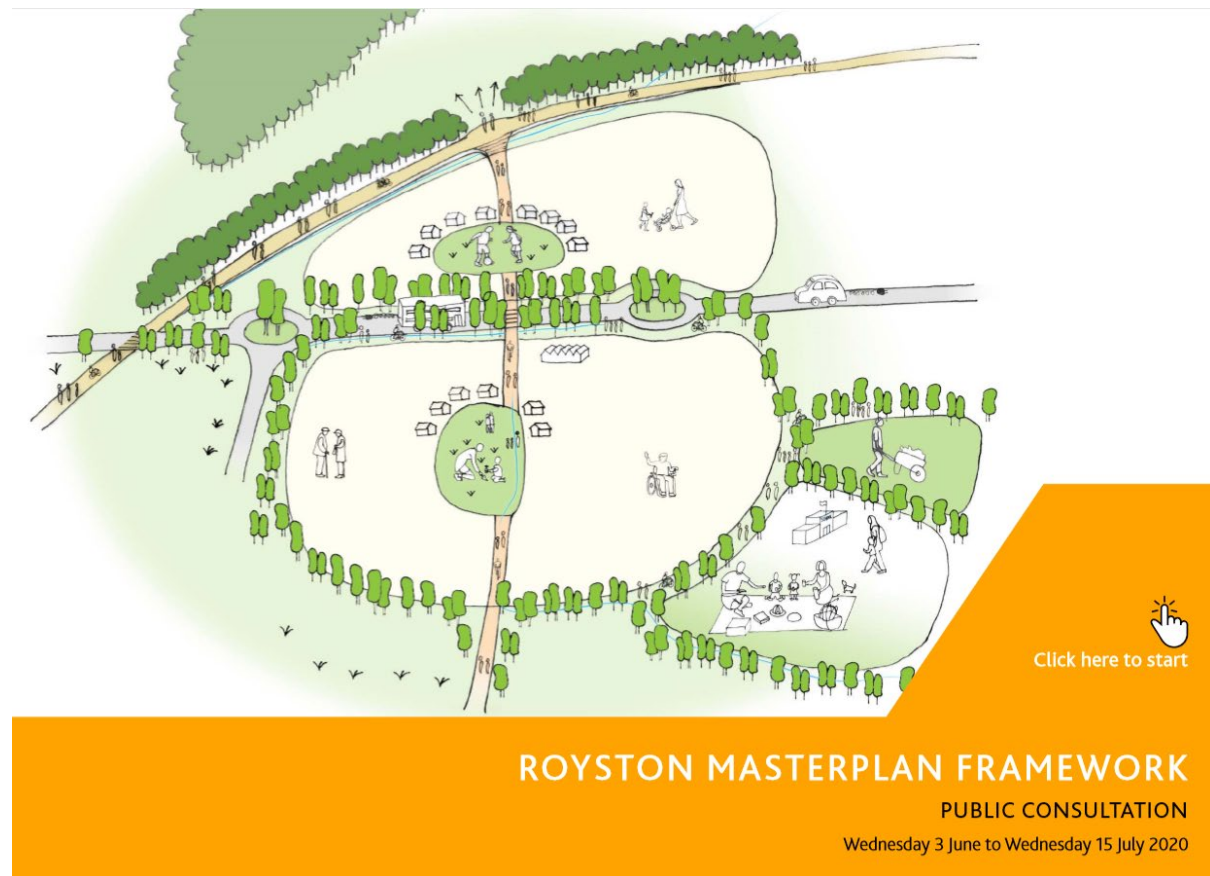 Click here to start
ROYSTON MASTERPLAN FRAMEWORK
PUBLIC CONSULTATION
Wednesday 3 June to Wednesday 15 July 2020